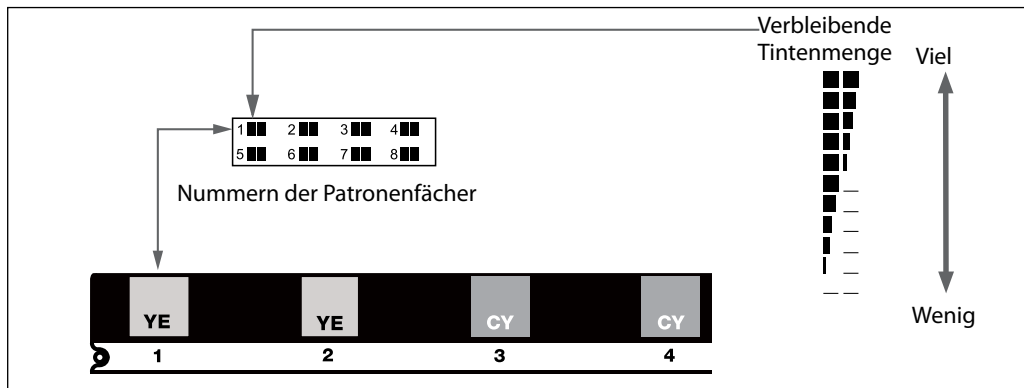 Verbleibende
Tintenmenge
Viel
1 2 3 4
5 6 7 8
Nummern der Patronenfächer
Wenig
YE YE CY CY
1 2 3 4